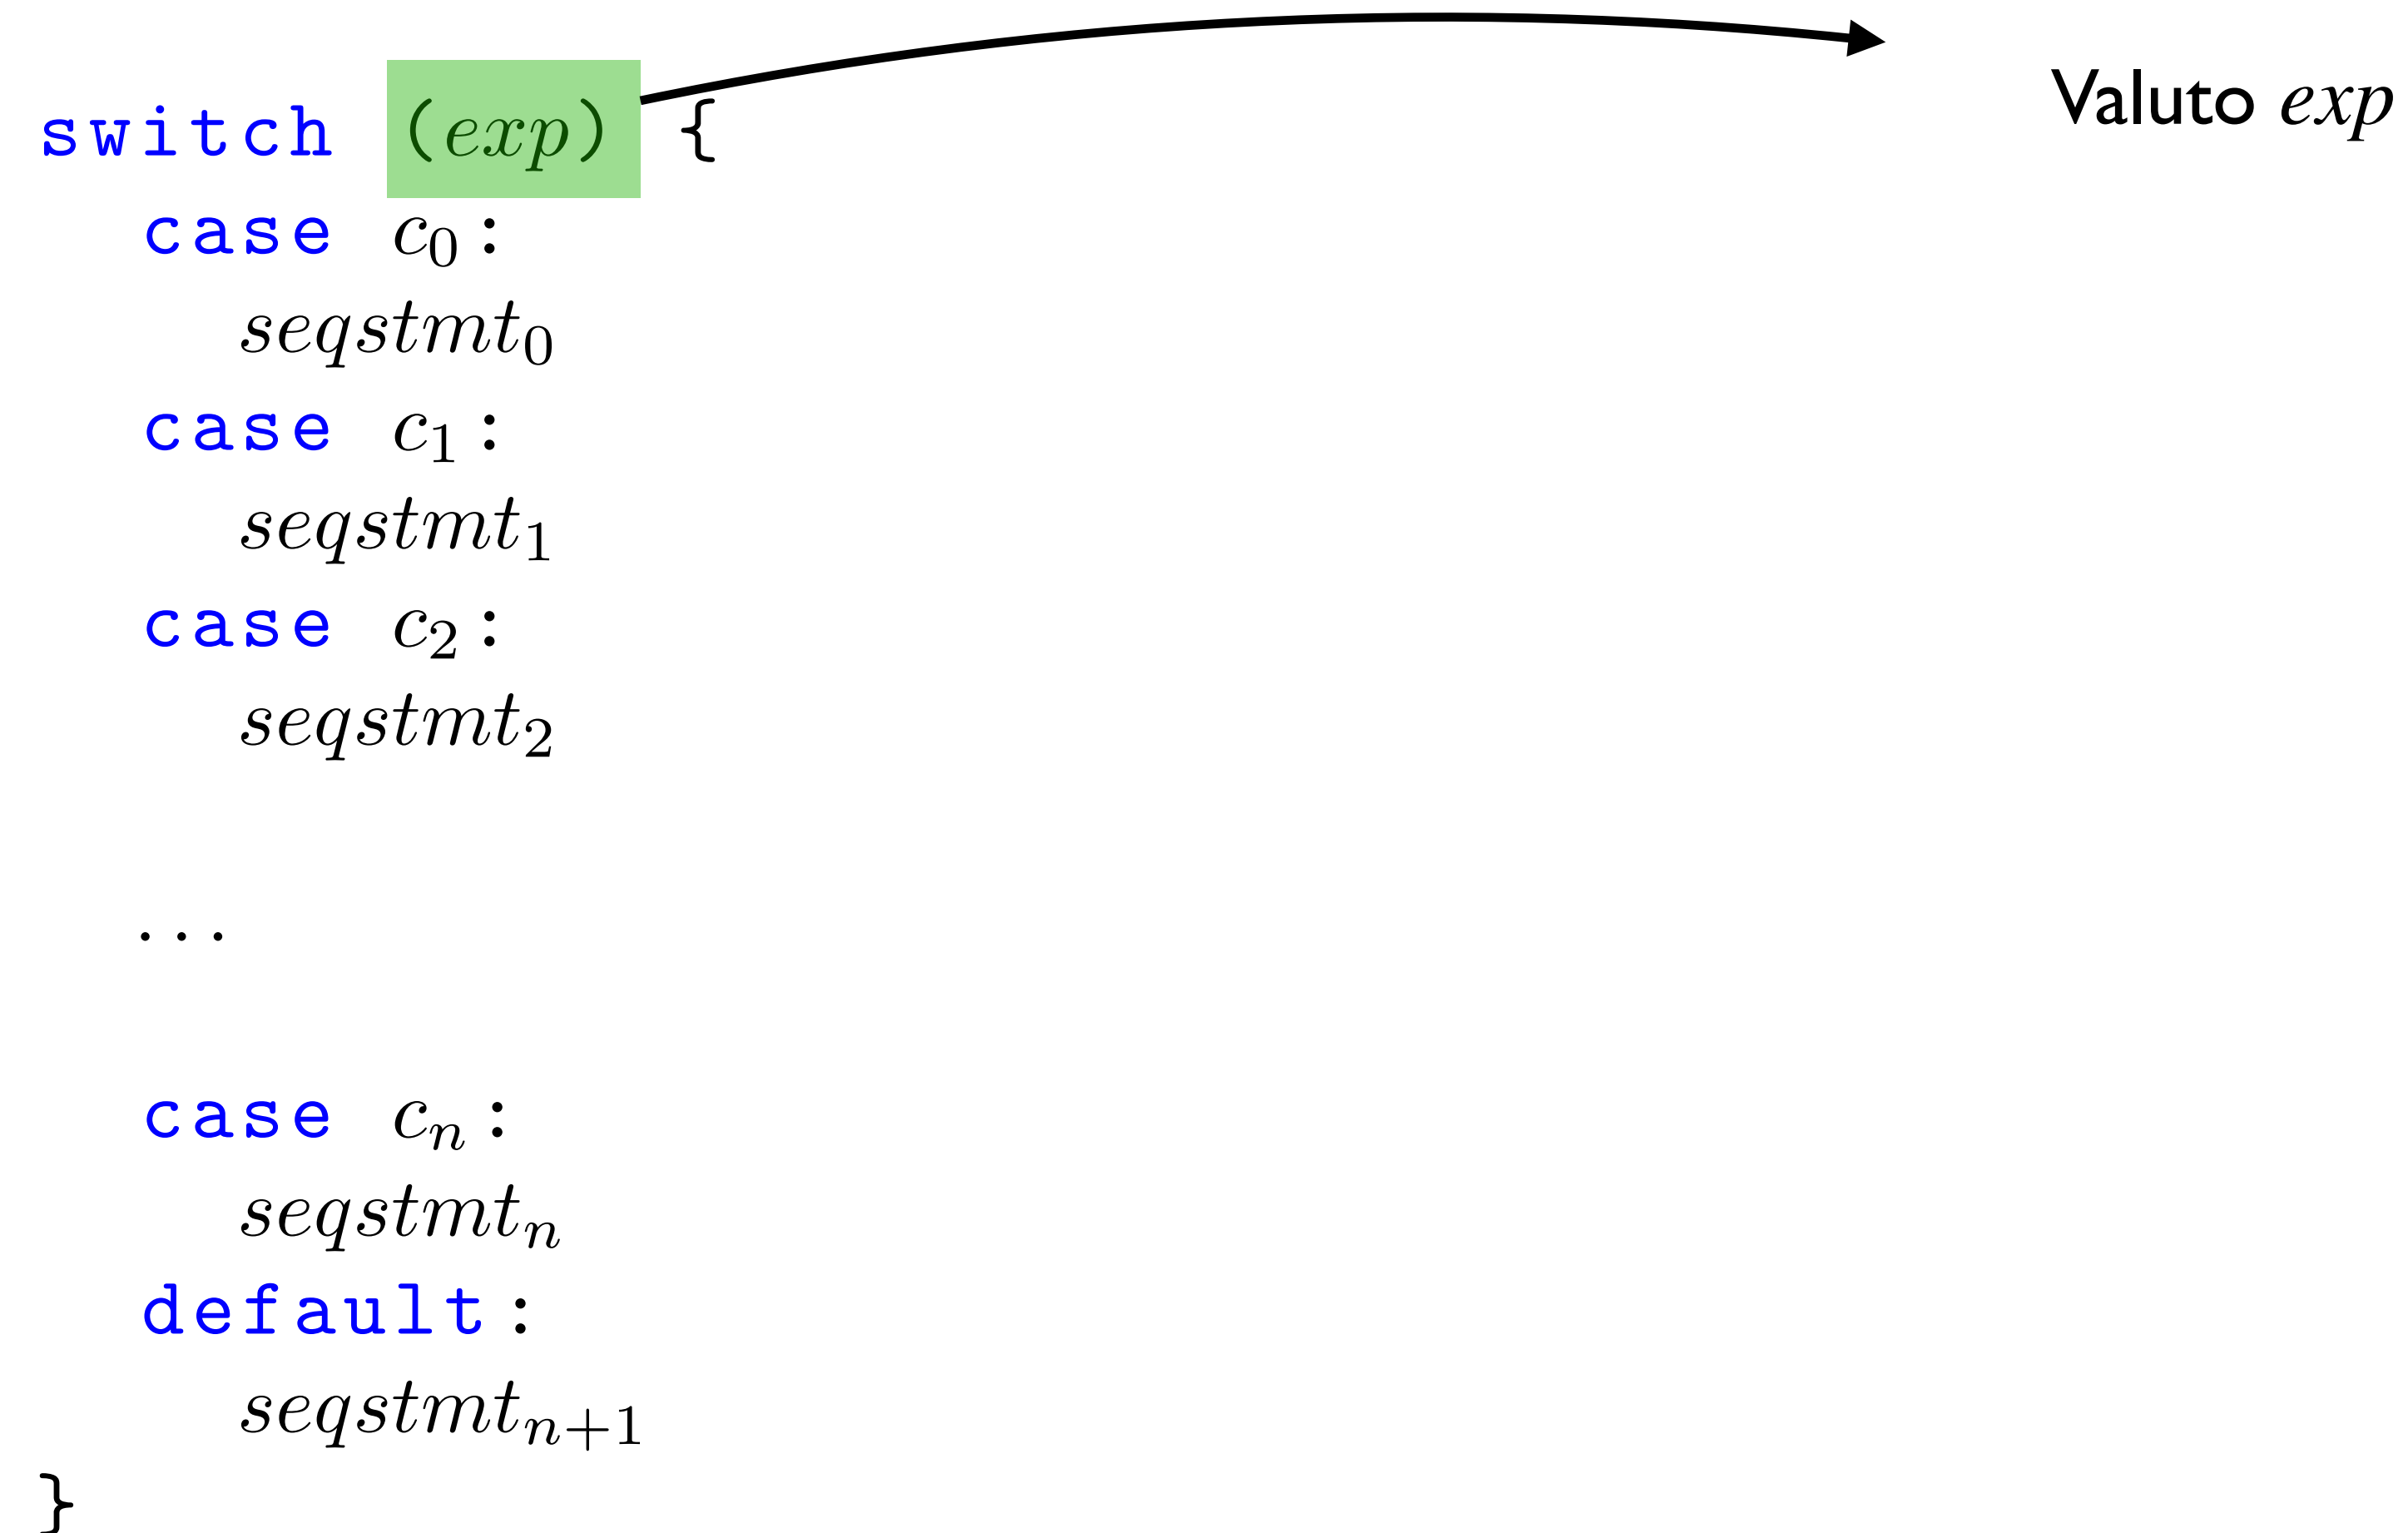 switch (exp) {
Valuto exp
case c₀:
seqstmt₀
case c₁:
seqstmt₁
case c₂:
seqstmt₂
...
case cₙ:
seqstmtₙ
default:
seqstmtₙ₊₁
}